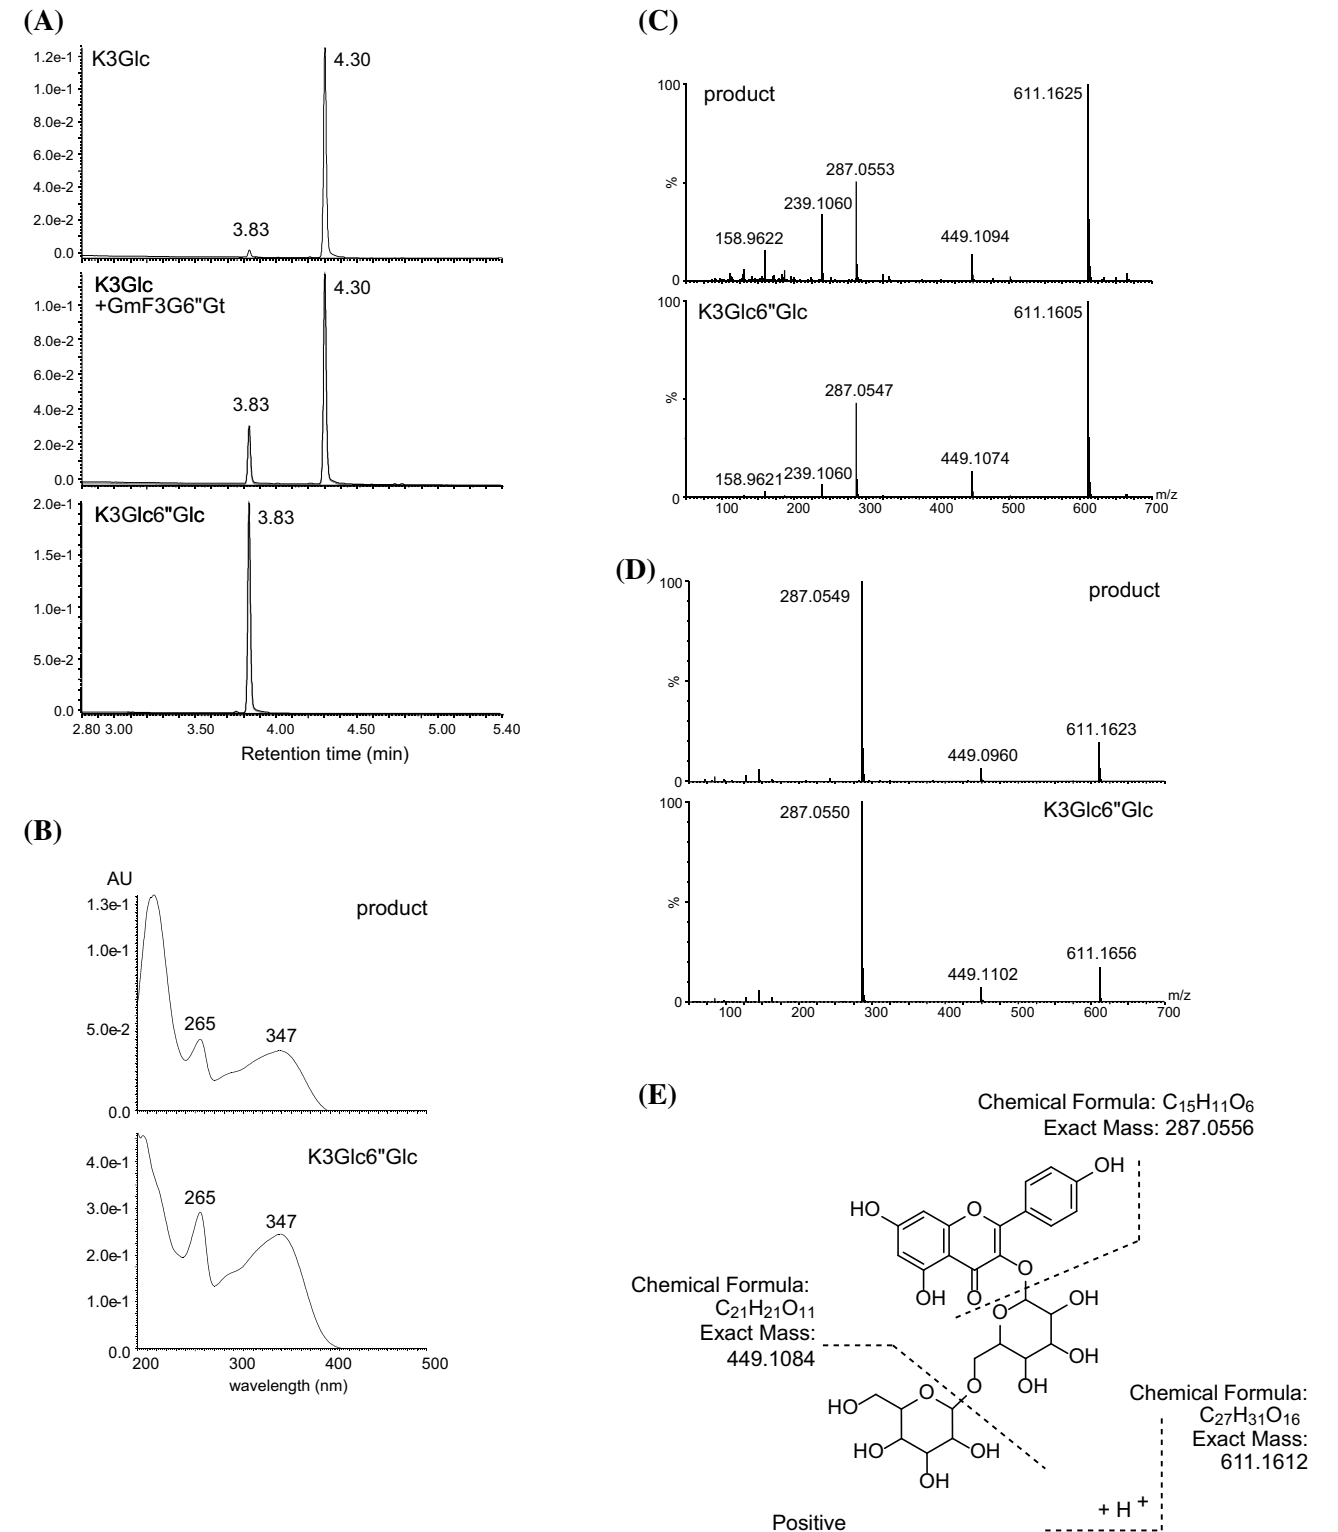 (A)
K3Glc
1.2e-1
1.0e-1
8.0e-2
6.0e-2
4.0e-2
2.0e-2
0.0
4.30
3.83
K3Glc
+GmF3G6"Gt
1.0e-1
8.0e-2
6.0e-2
4.0e-2
2.0e-2
0.0
4.30
3.83
K3Glc6"Glc
2.0e-1
1.5e-1
1.0e-1
5.0e-2
0.0
3.83
2.80 3.00 3.50 4.00 4.50 5.00 5.40
Retention time (min)
(B)
AU
product
1.3e-1
1.0e-1
5.0e-2
0.0
265
347
K3Glc6"Glc
4.0e-1
3.0e-1
2.0e-1
1.0e-1
0.0
265
347
200 300 400 500
wavelength (nm)
(C)
product
100
%
0
611.1625
287.0553
239.1060
158.9622
449.1094
K3Glc6"Glc
100
%
0
611.1605
287.0547
449.1074
158.9621 239.1060
100 200 300 400 500 600 700
m/z
(D)
product
100
%
0
287.0549
611.1623
449.0960
K3Glc6"Glc
100
%
0
287.0550
611.1656
449.1102
100 200 300 400 500 600 700
m/z
(E)
Chemical Formula: C15H11O6
Exact Mass: 287.0556
OH
HO
O
O
OH
O
O
OH
OH
OH
O
Chemical Formula:
C21H21O11
Exact Mass:
449.1084
HO
O
HO
OH
OH
Chemical Formula:
C27H31O16
Exact Mass:
611.1612
+ H +
Positive